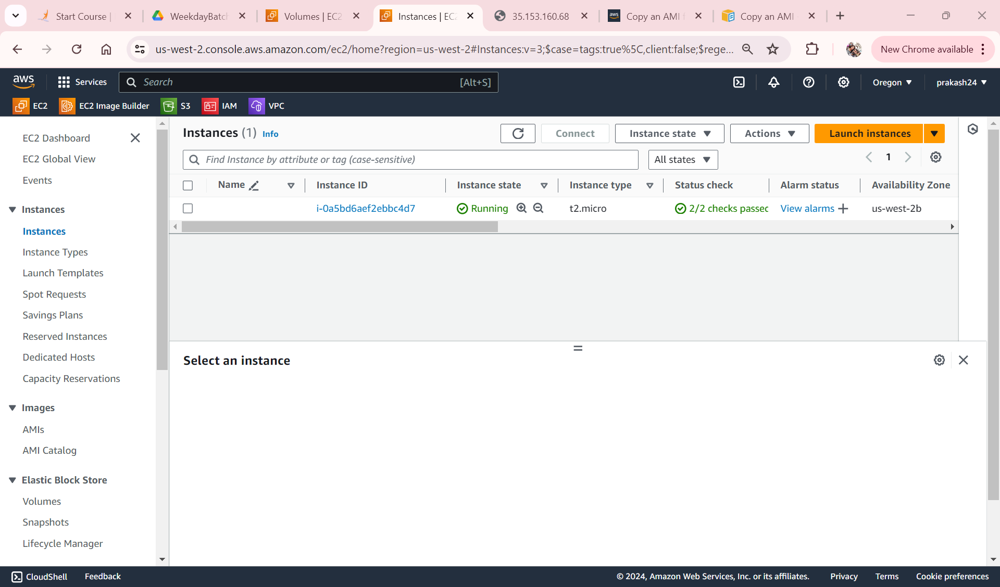 Start Course |
WeekdayBatch
Volumes | EC2
Instances | EC2
35.153.160.68
Copy an AMI
Copy an AMI
us-west-2.console.aws.amazon.com/ec2/home?region=us-west-2#Instances:v=3;$case=tags:true%5C,client:false;$rege...
New Chrome available
aws
Services
Search
[Alt+S]
Oregon
prakash24
EC2
EC2 Image Builder
S3
IAM
VPC
EC2 Dashboard
EC2 Global View
Events
Instances
Instances
Instance Types
Launch Templates
Spot Requests
Savings Plans
Reserved Instances
Dedicated Hosts
Capacity Reservations
Images
AMIs
AMI Catalog
Elastic Block Store
Volumes
Snapshots
Lifecycle Manager
Instances (1) Info
Connect
Instance state
Actions
Launch instances
Find Instance by attribute or tag (case-sensitive)
All states
1
Name
Instance ID
Instance state
Instance type
Status check
Alarm status
Availability Zone
i-0a5bd6aef2ebbc4d7
Running
t2.micro
2/2 checks passed
View alarms
us-west-2b
Select an instance
CloudShell
Feedback
© 2024, Amazon Web Services, Inc. or its affiliates.
Privacy
Terms
Cookie preferences